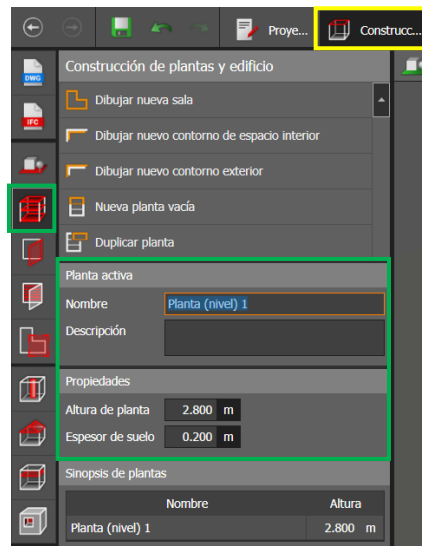 Proye...
Construcc...
DWG
IFC
Construcción de plantas y edificio
Dibujar nueva sala
Dibujar nuevo contorno de espacio interior
Dibujar nuevo contorno exterior
Nueva planta vacía
Duplicar planta
Planta activa
Nombre Planta (nivel) 1
Descripción
Propiedades
Altura de planta 2.800 m
Espesor de suelo 0.200 m
Sinopsis de plantas
Nombre Altura
Planta (nivel) 1 2.800 m